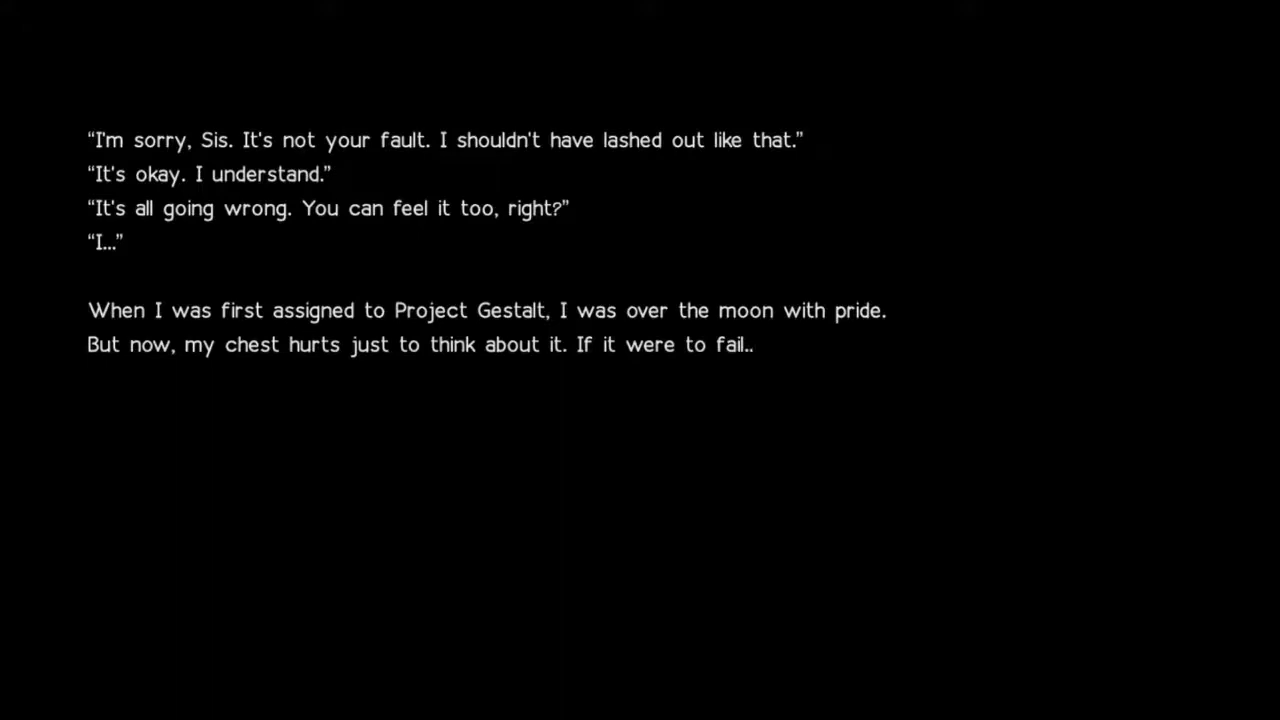 “I'm sorry, Sis. It's not your fault. I shouldn't have lashed out like that.”
“It's okay. I understand.”
“It's all going wrong. You can feel it too, right?”
“I...”
When I was first assigned to Project Gestalt, I was over the moon with pride.
But now, my chest hurts just to think about it. If it were to fail..